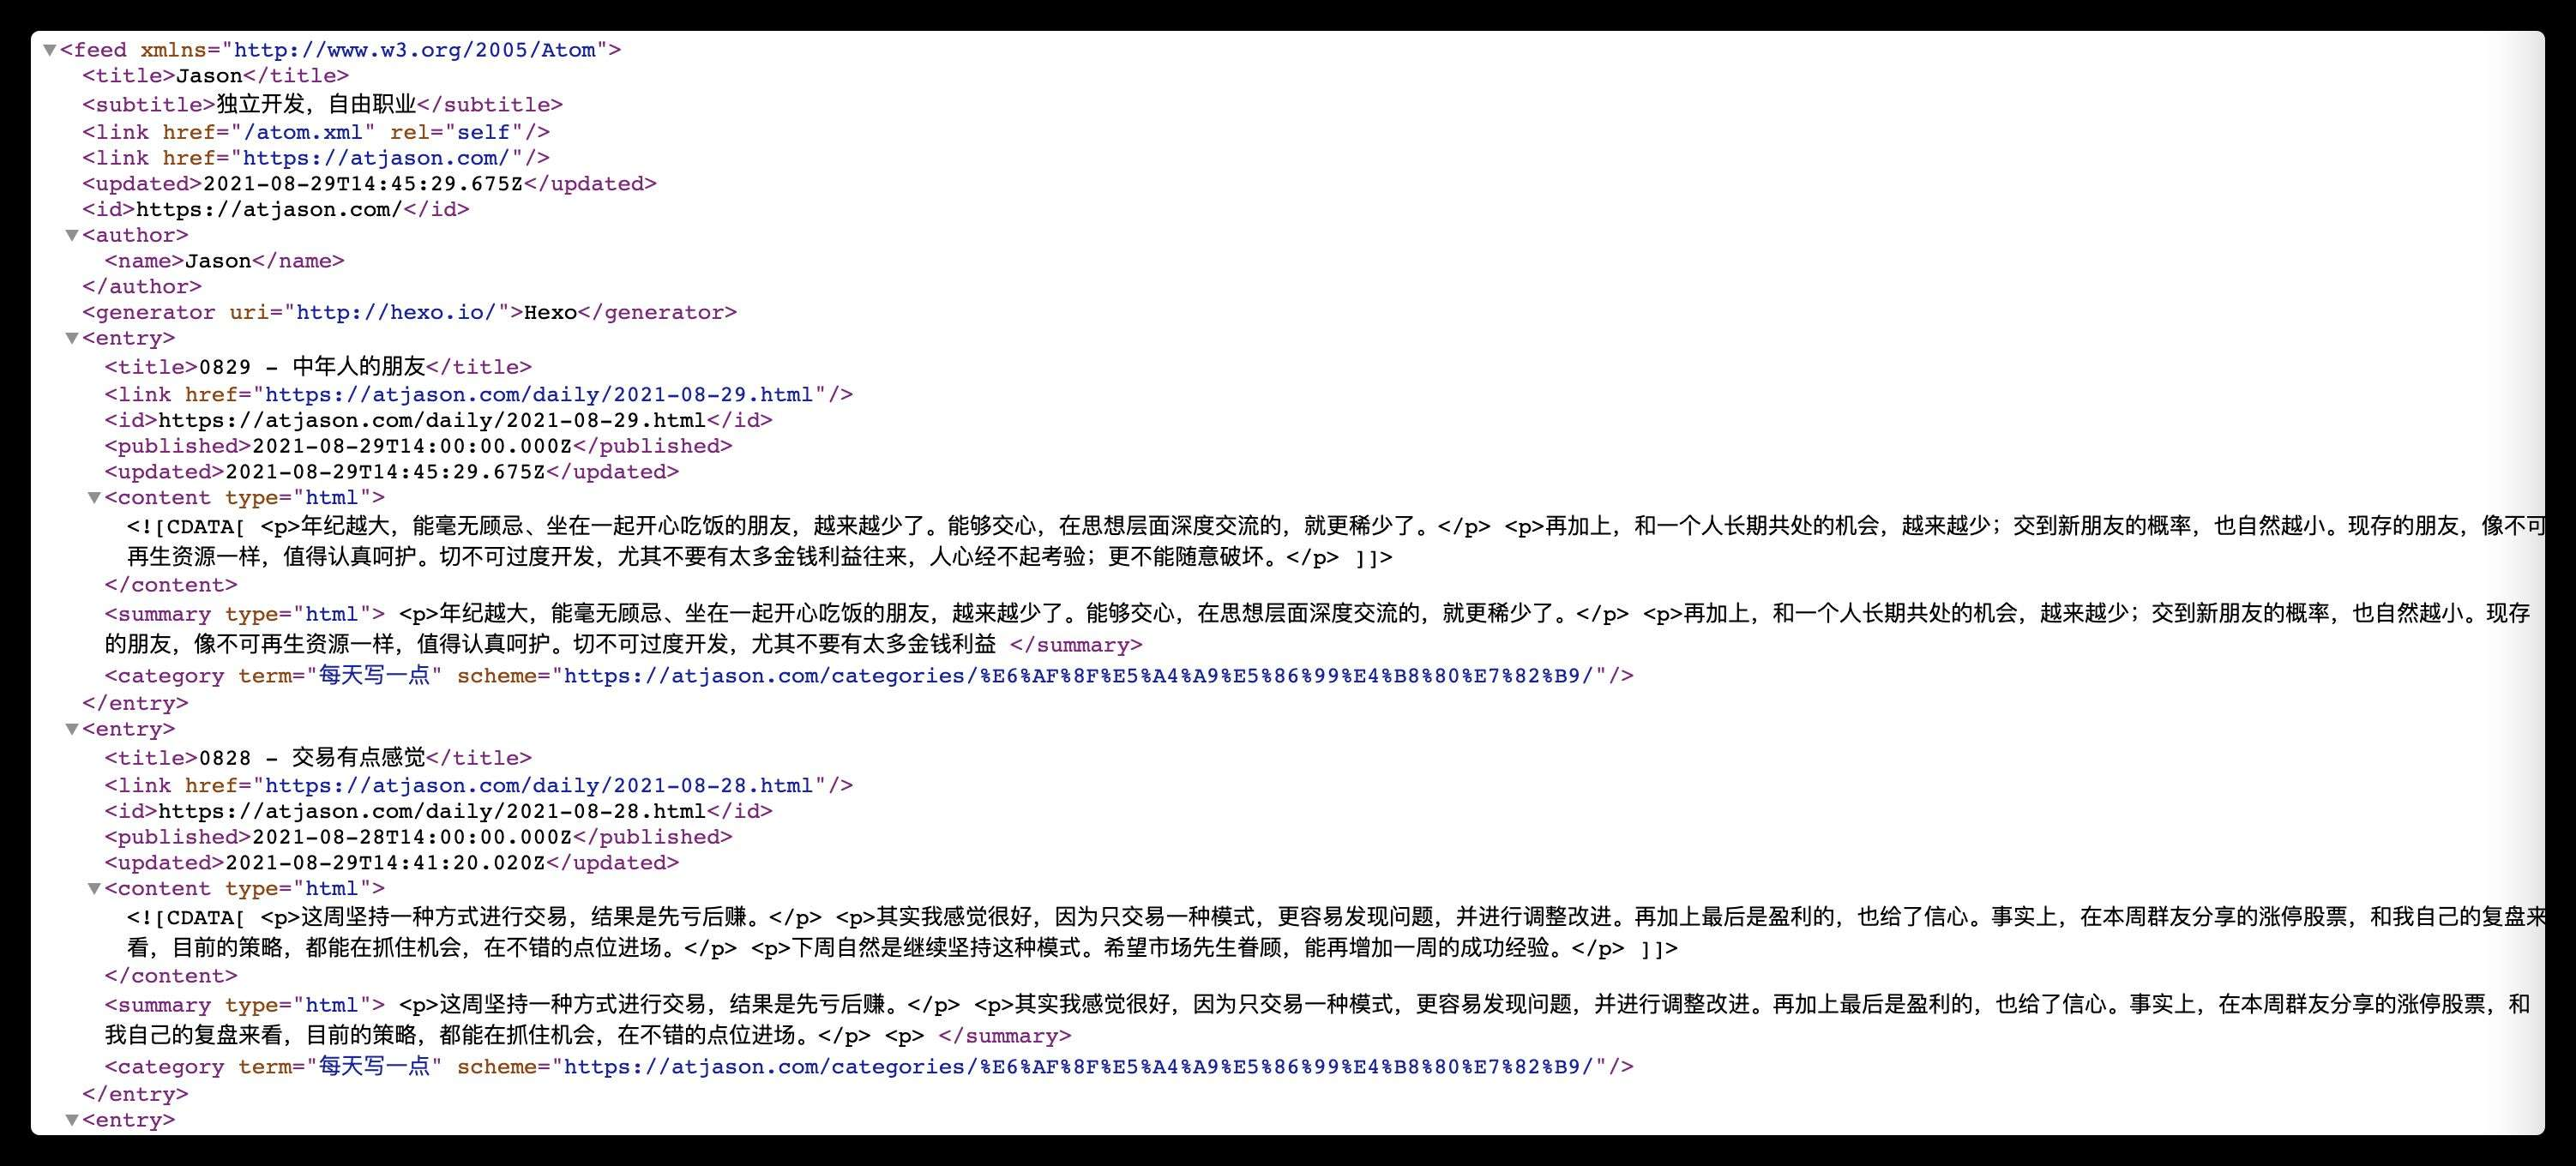 <feed xmlns="http://www.w3.org/2005/Atom">
<title>Jason</title>
<subtitle>独立开发，自由职业</subtitle>
<link href="/atom.xml" rel="self"/>
<link href="https://atjason.com/"/>
<updated>2021-08-29T14:45:29.675Z</updated>
<id>https://atjason.com/</id>
<author>
<name>Jason</name>
</author>
<generator uri="http://hexo.io/">Hexo</generator>
<entry>
<title>0829 - 中年人的朋友</title>
<link href="https://atjason.com/daily/2021-08-29.html"/>
<id>https://atjason.com/daily/2021-08-29.html</id>
<published>2021-08-29T14:00:00.000Z</published>
<updated>2021-08-29T14:45:29.675Z</updated>
<content type="html">
<![CDATA[ <p>年纪越大，能毫无顾忌、坐在一起开心吃饭的朋友，越来越少了。能够交心，在思想层面深度交流的，就更稀少了。</p> <p>再加上，和一个人长期共处的机会，越来越少；交到新朋友的概率，也自然越小。现存的朋友，像不可
再生资源一样，值得认真呵护。切不可过度开发，尤其不要有太多金钱利益往来，人心经不起考验；更不能随意破坏。</p> ]]>
</content>
<summary type="html"> <p>年纪越大，能毫无顾忌、坐在一起开心吃饭的朋友，越来越少了。能够交心，在思想层面深度交流的，就更稀少了。</p> <p>再加上，和一个人长期共处的机会，越来越少；交到新朋友的概率，也自然越小。现存
的朋友，像不可再生资源一样，值得认真呵护。切不可过度开发，尤其不要有太多金钱利益 </summary>
<category term="每天写一点" scheme="https://atjason.com/categories/%E6%AF%8F%E5%A4%A9%E5%86%99%E4%B8%80%E7%82%B9/"/>
</entry>
<entry>
<title>0828 - 交易有点感觉</title>
<link href="https://atjason.com/daily/2021-08-28.html"/>
<id>https://atjason.com/daily/2021-08-28.html</id>
<published>2021-08-28T14:00:00.000Z</published>
<updated>2021-08-29T14:41:20.020Z</updated>
<content type="html">
<![CDATA[ <p>这周坚持一种方式进行交易，结果是先亏后赚。</p> <p>其实我感觉很好，因为只交易一种模式，更容易发现问题，并进行调整改进。再加上最后是盈利的，也给了信心。事实上，在本周群友分享的涨停股票，和我自己的复盘来
看，目前的策略，都能在抓住机会，在不错的点位进场。</p> <p>下周自然是继续坚持这种模式。希望市场先生眷顾，能再增加一周的成功经验。</p> ]]>
</content>
<summary type="html"> <p>这周坚持一种方式进行交易，结果是先亏后赚。</p> <p>其实我感觉很好，因为只交易一种模式，更容易发现问题，并进行调整改进。再加上最后是盈利的，也给了信心。事实上，在本周群友分享的涨停股票，和
我自己的复盘来看，目前的策略，都能在抓住机会，在不错的点位进场。</p> <p> </summary>
<category term="每天写一点" scheme="https://atjason.com/categories/%E6%AF%8F%E5%A4%A9%E5%86%99%E4%B8%80%E7%82%B9/"/>
</entry>
<entry>